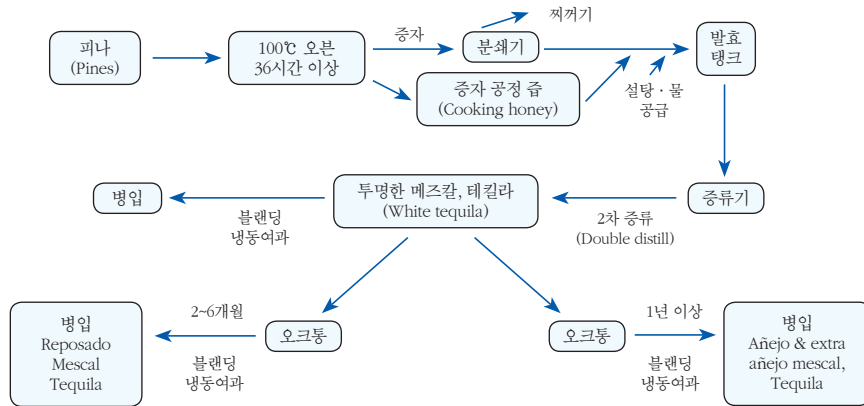 피나
(Pines)
100℃ 오븐
36시간 이상
증자
분쇄기
찌꺼기
증자 공정 즙
(Cooking honey)
설탕 · 물
공급
발효
탱크
증류기
2차 증류
(Double distill)
투명한 메즈칼, 테킬라
(White tequila)
블랜딩
냉동여과
병입
오크통
2~6개월
블랜딩
냉동여과
병입
Reposado
Mescal
Tequila
오크통
1년 이상
블랜딩
냉동여과
병입
Añejo & extra
añejo mescal,
Tequila